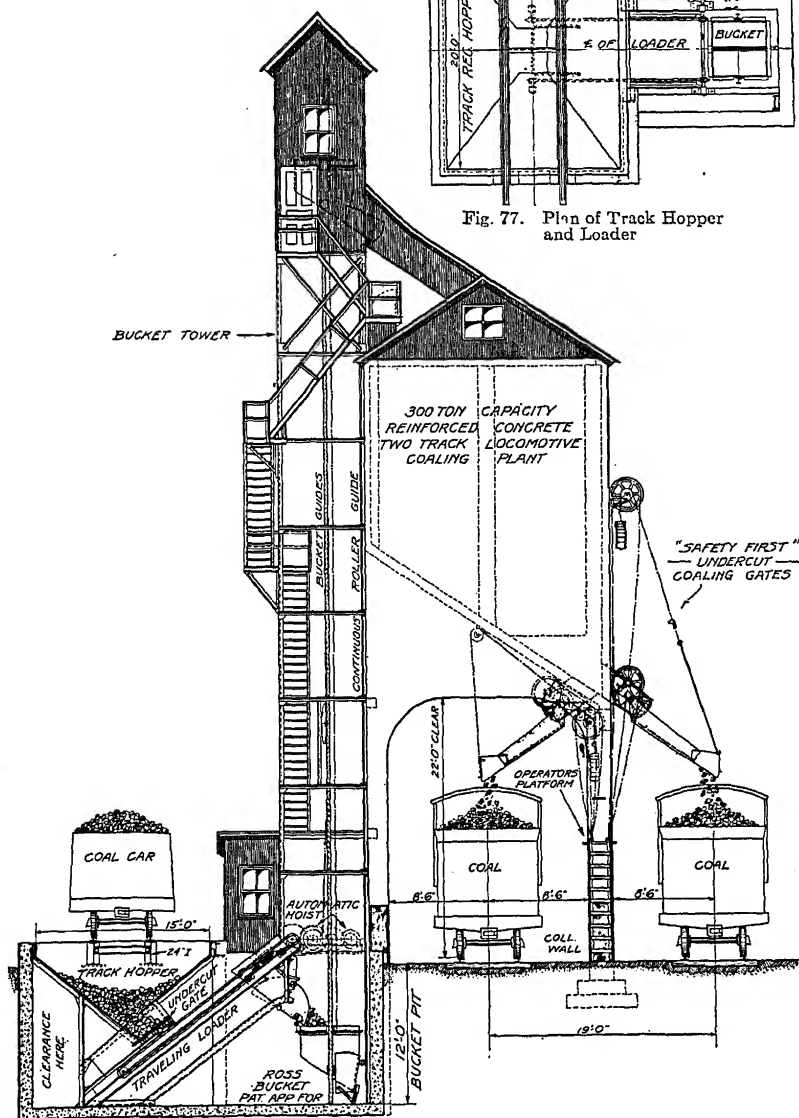 20'-0"
TRACK REC. HOPP
℄ OF LOADER
BUCKET
Fig. 77. Plan of Track Hopper
and Loader
BUCKET TOWER
300 TON CAPACITY
REINFORCED CONCRETE
TWO TRACK LOCOMOTIVE
COALING PLANT
BUCKET GUIDES
CONTINUOUS ROLLER GUIDE
"SAFETY FIRST"
UNDERCUT
COALING GATES
22'-0" CLEAR
OPERATORS
PLATFORM
COAL CAR
COAL
COAL
15'-0"
AUTOMATIC
HOIST
8'-6"
8'-6"
8'-6"
24" I
TRACK HOPPER
COLL.
WALL
UNDERCUT
GATE
TRAVELING LOADER
CLEARANCE
HERE
12'-0"
BUCKET PIT
19'-0"
ROSS
BUCKET
PAT. APP FOR